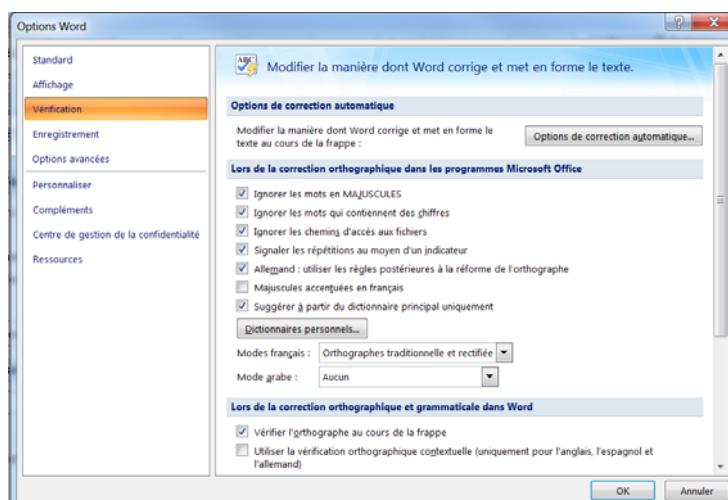 Options Word
Standard
Affichage
Vérification
Enregistrement
Options avancées
Personnaliser
Compléments
Centre de gestion de la confidentialité
Ressources
ABC
Modifier la manière dont Word corrige et met en forme le texte.
Options de correction automatique
Modifier la manière dont Word corrige et met en forme le
texte au cours de la frappe :
Options de correction automatique...
Lors de la correction orthographique dans les programmes Microsoft Office
Ignorer les mots en MAJUSCULES
Ignorer les mots qui contiennent des chiffres
Ignorer les chemins d'accès aux fichiers
Signaler les répétitions au moyen d'un indicateur
Allemand : utiliser les règles postérieures à la réforme de l'orthographe
Majuscules accentuées en français
Suggérer à partir du dictionnaire principal uniquement
Dictionnaires personnels...
Modes français : Orthographes traditionnelle et rectifiée
Mode arabe : Aucun
Lors de la correction orthographique et grammaticale dans Word
Vérifier l'orthographe au cours de la frappe
Utiliser la vérification orthographique contextuelle (uniquement pour l'anglais, l'espagnol et
l'allemand)
OK Annuler